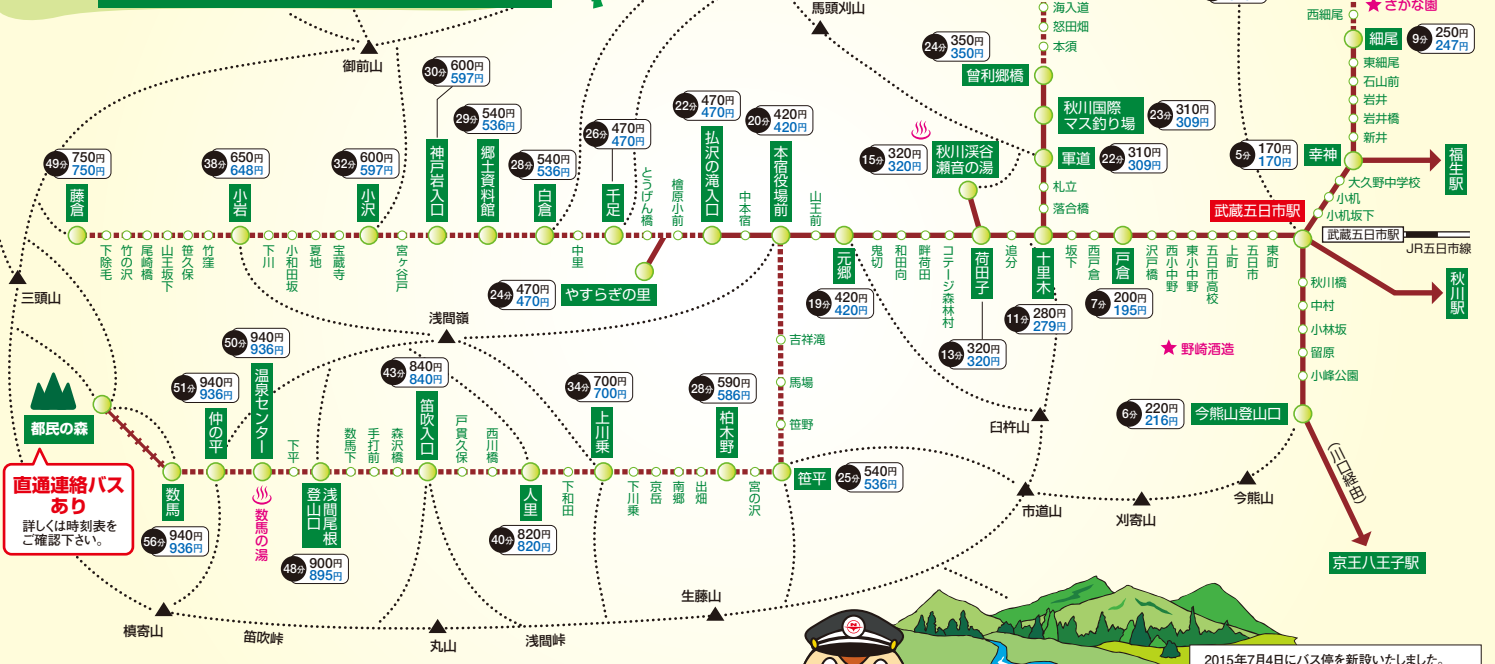 馬頭刈山
御前山
海入道
怒田畑
本須
24分 350円
350円
曾利郷橋
秋川国際
マス釣り場
23分 310円
309円
軍道
22分 310円
309円
札立
落合橋
西細尾
★さかな園
細尾
9分 250円
247円
東細尾
石山前
岩井
岩井橋
新井
幸神
5分 170円
170円
福生駅
大久野中学校
小机
小机坂下
武蔵五日市駅
武蔵五日市駅
JR五日市線
秋川駅
49分 750円
750円
藤倉
下除毛
竹の沢
尾崎橋
山王坂下
笹久保
竹窪
38分 650円
648円
小岩
下川
小和田坂
夏地
宝蔵寺
32分 600円
597円
小沢
宮ヶ谷戸
30分 600円
597円
神戸岩入口
29分 540円
536円
郷土資料館
28分 540円
536円
白倉
中里
26分 470円
470円
千足
とうげん橋
檜原小前
24分 470円
470円
やすらぎの里
22分 470円
470円
払沢の滝入口
中本宿
20分 420円
420円
本宿役場前
山王前
元郷
19分 420円
420円
鬼切
和田向
畔荷田
コテージ森林村
15分 320円
320円
秋川渓谷
瀬音の湯
荷田子
13分 320円
320円
追分
十里木
11分 280円
279円
坂下
西戸倉
戸倉
7分 200円
195円
沢戸橋
西小中野
東小中野
五日市高校
上町
五日市
東町
★野崎酒造
秋川橋
中村
小林坂
留原
小峰公園
6分 220円
216円
今熊山登山口
(川口経由)
京王八王子駅
三頭山
浅間嶺
臼杵山
市道山
刈寄山
今熊山
吉祥滝
馬場
笹野
笹平
25分 540円
536円
宮の沢
28分 590円
586円
柏木野
出畑
南郷
京岳
下川乗
34分 700円
700円
上川乗
下和田
人里
40分 820円
820円
西川橋
戸貫久保
43分 840円
840円
笛吹入口
森沢橋
手打前
数馬下
浅間尾根
登山口
48分 900円
895円
下平
50分 940円
936円
温泉センター
数馬の湯
51分 940円
936円
仲の平
数馬
56分 940円
936円
都民の森
直通連絡バス
あり
詳しくは時刻表を
ご確認下さい。
槙寄山
笛吹峠
丸山
浅間峠
生藤山
2015年7月4日にバス停を新設いたしました。